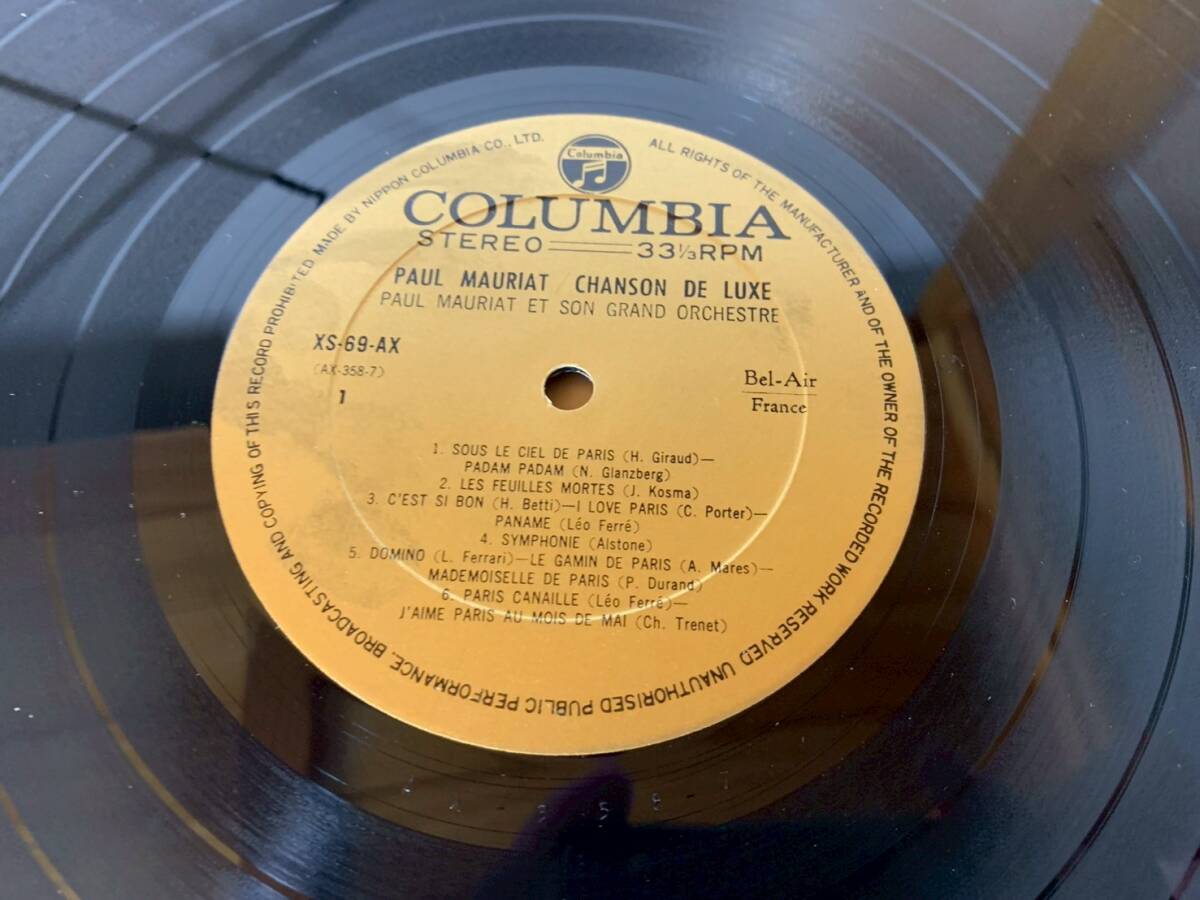 MADE BY NIPPON COLUMBIA CO., LTD.
ALL RIGHTS OF THE MANUFACTURER AND OF THE OWNER OF THE RECORDED WORK RESERVED UNAUTHORISED PUBLIC PERFORMANCE. BROADCASTING AND COPYING OF THIS RECORD PROHIBITED
Columbia
COLUMBIA
STEREO 33⅓RPM
PAUL MAURIAT / CHANSON DE LUXE
PAUL MAURIAT ET SON GRAND ORCHESTRE
XS-69-AX
(AX-358-7)
1
Bel-Air
France
1. SOUS LE CIEL DE PARIS (H. Giraud)—
PADAM PADAM (N. Glanzberg)
2. LES FEUILLES MORTES (J. Kosma)
3. C'EST SI BON (H. Betti)—I LOVE PARIS (C. Porter)—
PANAME (Léo Ferré)
4. SYMPHONIE (Alstone)
5. DOMINO (L. Ferrari)—LE GAMIN DE PARIS (A. Mares)—
MADEMOISELLE DE PARIS (P. Durand)
6. PARIS CANAILLE (Léo Ferré)—
J'AIME PARIS AU MOIS DE MAI (Ch. Trenet)